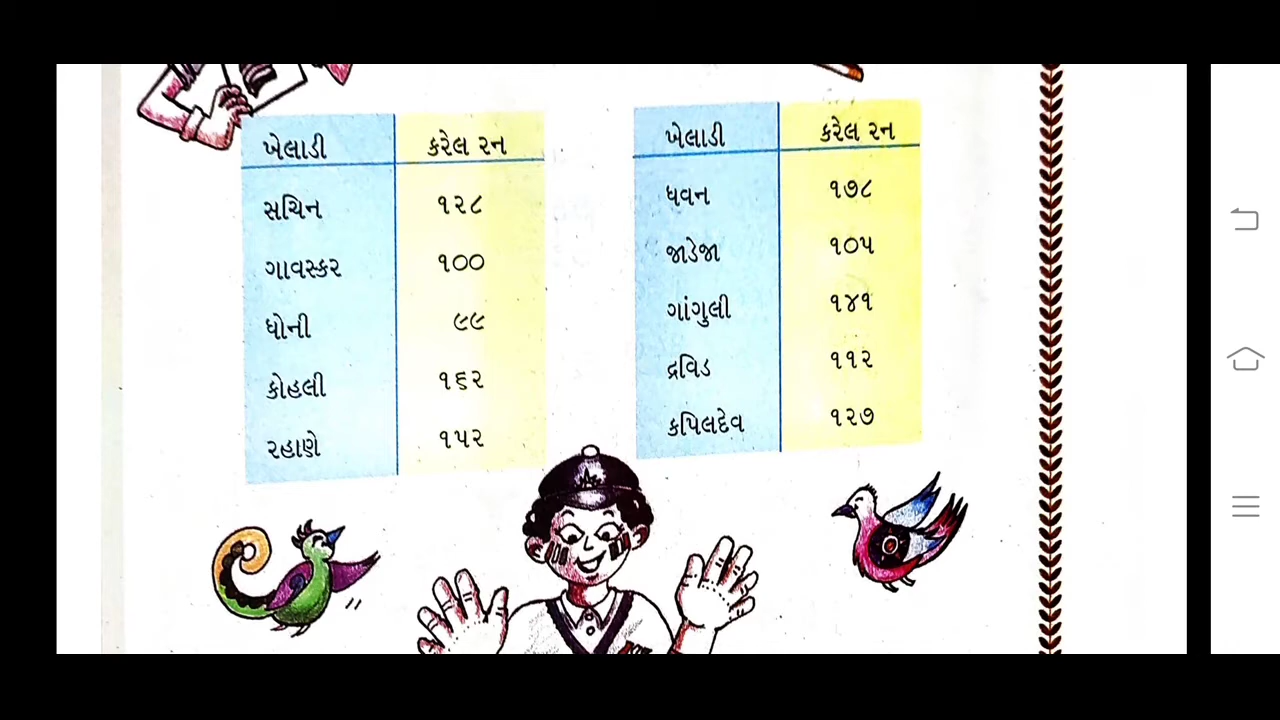 ખેલાડી કરેલ રન
સચિન ૧૨૮
ગાવસ્કર ૧૦૦
ધોની ૯૯
કોહલી ૧૬૨
રહાણે ૧૫૨
ખેલાડી કરેલ રન
ધવન ૧૭૮
જાડેજા ૧૦૫
ગાંગુલી ૧૪૧
દ્રવિડ ૧૧૨
કપિલદેવ ૧૨૭